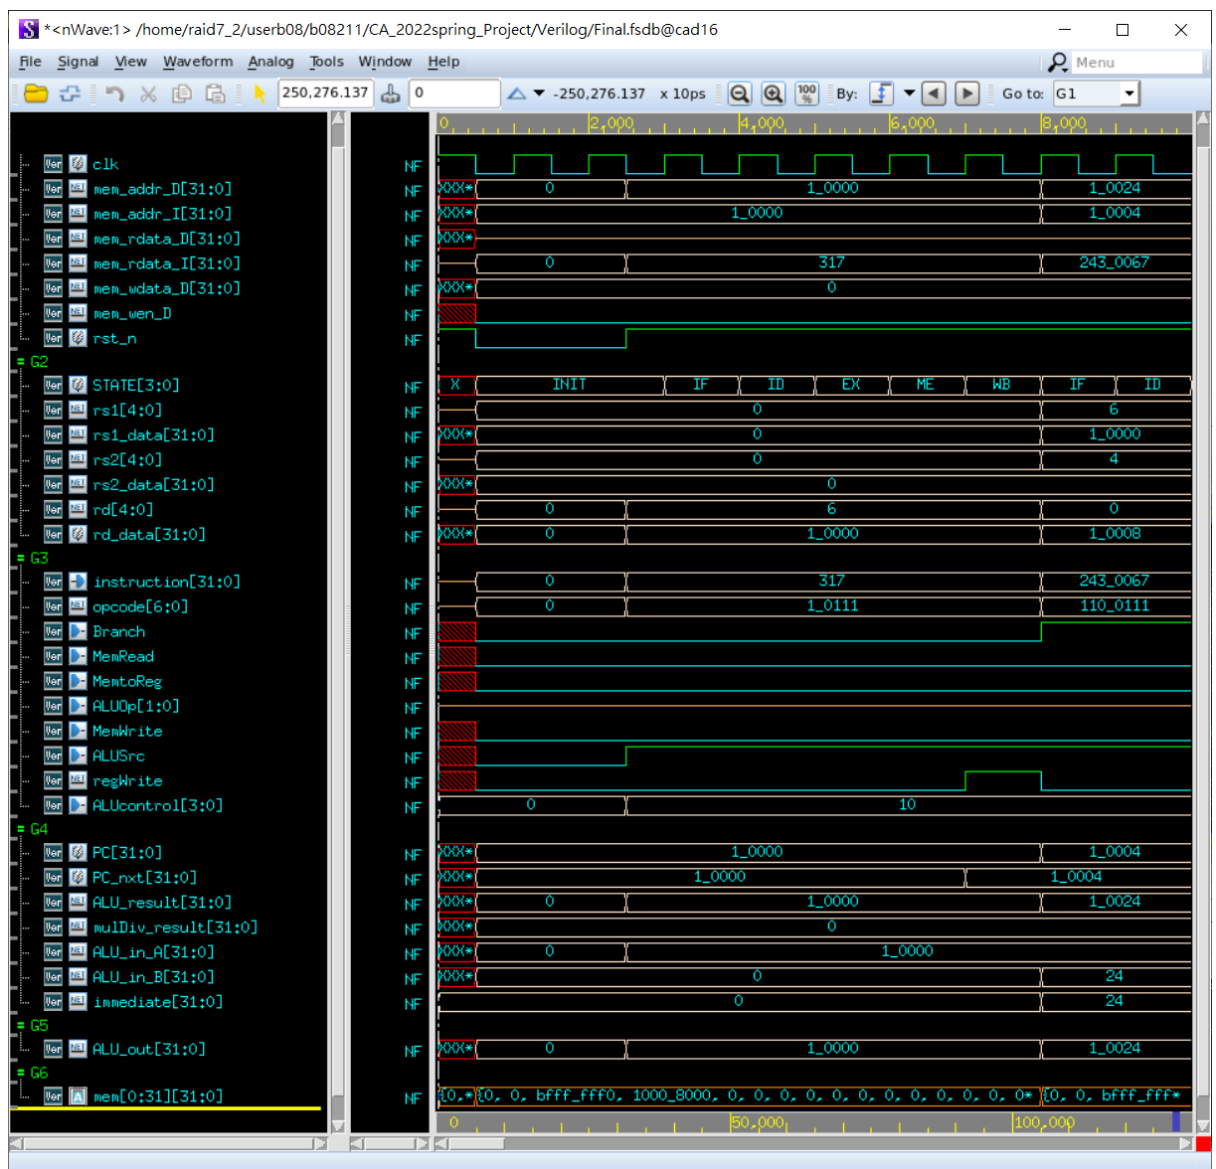 *<nWave:1> /home/raid7_2/userb08/b08211/CA_2022spring_Project/Verilog/Final.fsdb@cad16
File Signal View Waveform Analog Tools Window Help Menu
250,276.137 0 -250,276.137 x 10ps 100 % By: Go to: G1
0 2,000 4,000 6,000 8,000
clk NF
mem_addr_D[31:0] NF XXX* 0 1_0000 1_0024
mem_addr_I[31:0] NF XXX* 1_0000 1_0004
mem_rdata_D[31:0] NF XXX*
mem_rdata_I[31:0] NF 0 317 243_0067
mem_wdata_D[31:0] NF XXX* 0
mem_wen_D NF
rst_n NF
G2
STATE[3:0] NF X INIT IF ID EX ME WB IF ID
rs1[4:0] NF 0 6
rs1_data[31:0] NF XXX* 0 1_0000
rs2[4:0] NF 0 4
rs2_data[31:0] NF XXX* 0
rd[4:0] NF 0 6 0
rd_data[31:0] NF XXX* 0 1_0000 1_0008
G3
instruction[31:0] NF 0 317 243_0067
opcode[6:0] NF 0 1_0111 110_0111
Branch NF
MemRead NF
MemtoReg NF
ALUOp[1:0] NF
MemWrite NF
ALUSrc NF
regWrite NF
ALUcontrol[3:0] NF 0 10
G4
PC[31:0] NF XXX* 1_0000 1_0004
PC_nxt[31:0] NF XXX* 1_0000 1_0004
ALU_result[31:0] NF XXX* 0 1_0000 1_0024
mulDiv_result[31:0] NF XXX* 0
ALU_in_A[31:0] NF XXX* 0 1_0000
ALU_in_B[31:0] NF XXX* 0 24
immediate[31:0] NF 0 24
G5
ALU_out[31:0] NF XXX* 0 1_0000 1_0024
G6
mem[0:31][31:0] NF {0,* {0, 0, bfff_fff0, 1000_8000, 0, 0, 0, 0, 0, 0, 0, 0, 0, 0, 0, 0* {0, 0, bfff_fff*
0 50,000 100,000